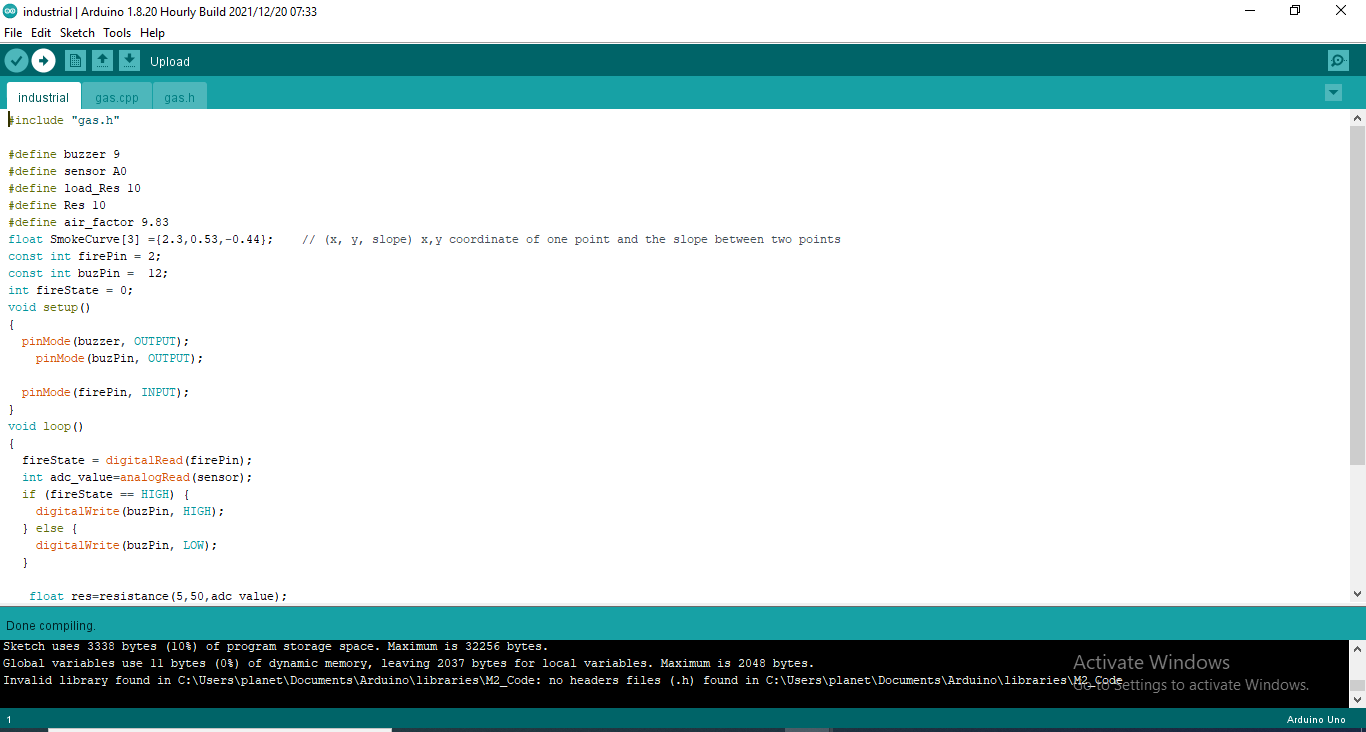 industrial | Arduino 1.8.20 Hourly Build 2021/12/20 07:33
File Edit Sketch Tools Help
Upload
industrial gas.cpp gas.h
#include "gas.h"
#define buzzer 9
#define sensor A0
#define load_Res 10
#define Res 10
#define air_factor 9.83
float SmokeCurve[3] ={2.3,0.53,-0.44};    // (x, y, slope) x,y coordinate of one point and the slope between two points
const int firePin = 2;
const int buzPin =  12;
int fireState = 0;
void setup()
{
  pinMode(buzzer, OUTPUT);
    pinMode(buzPin, OUTPUT);
  pinMode(firePin, INPUT);
}
void loop()
{
  fireState = digitalRead(firePin);
  int adc_value=analogRead(sensor);
  if (fireState == HIGH) {
    digitalWrite(buzPin, HIGH);
  } else {
    digitalWrite(buzPin, LOW);
  }
   float res=resistance(5,50,adc_value);
Done compiling.
Sketch uses 3338 bytes (10%) of program storage space. Maximum is 32256 bytes.
Global variables use 11 bytes (0%) of dynamic memory, leaving 2037 bytes for local variables. Maximum is 2048 bytes.
Invalid library found in C:\Users\planet\Documents\Arduino\libraries\M2_Code: no headers files (.h) found in C:\Users\planet\Documents\Arduino\libraries\M2_Code
Activate Windows
Go to Settings to activate Windows.
1 Arduino Uno